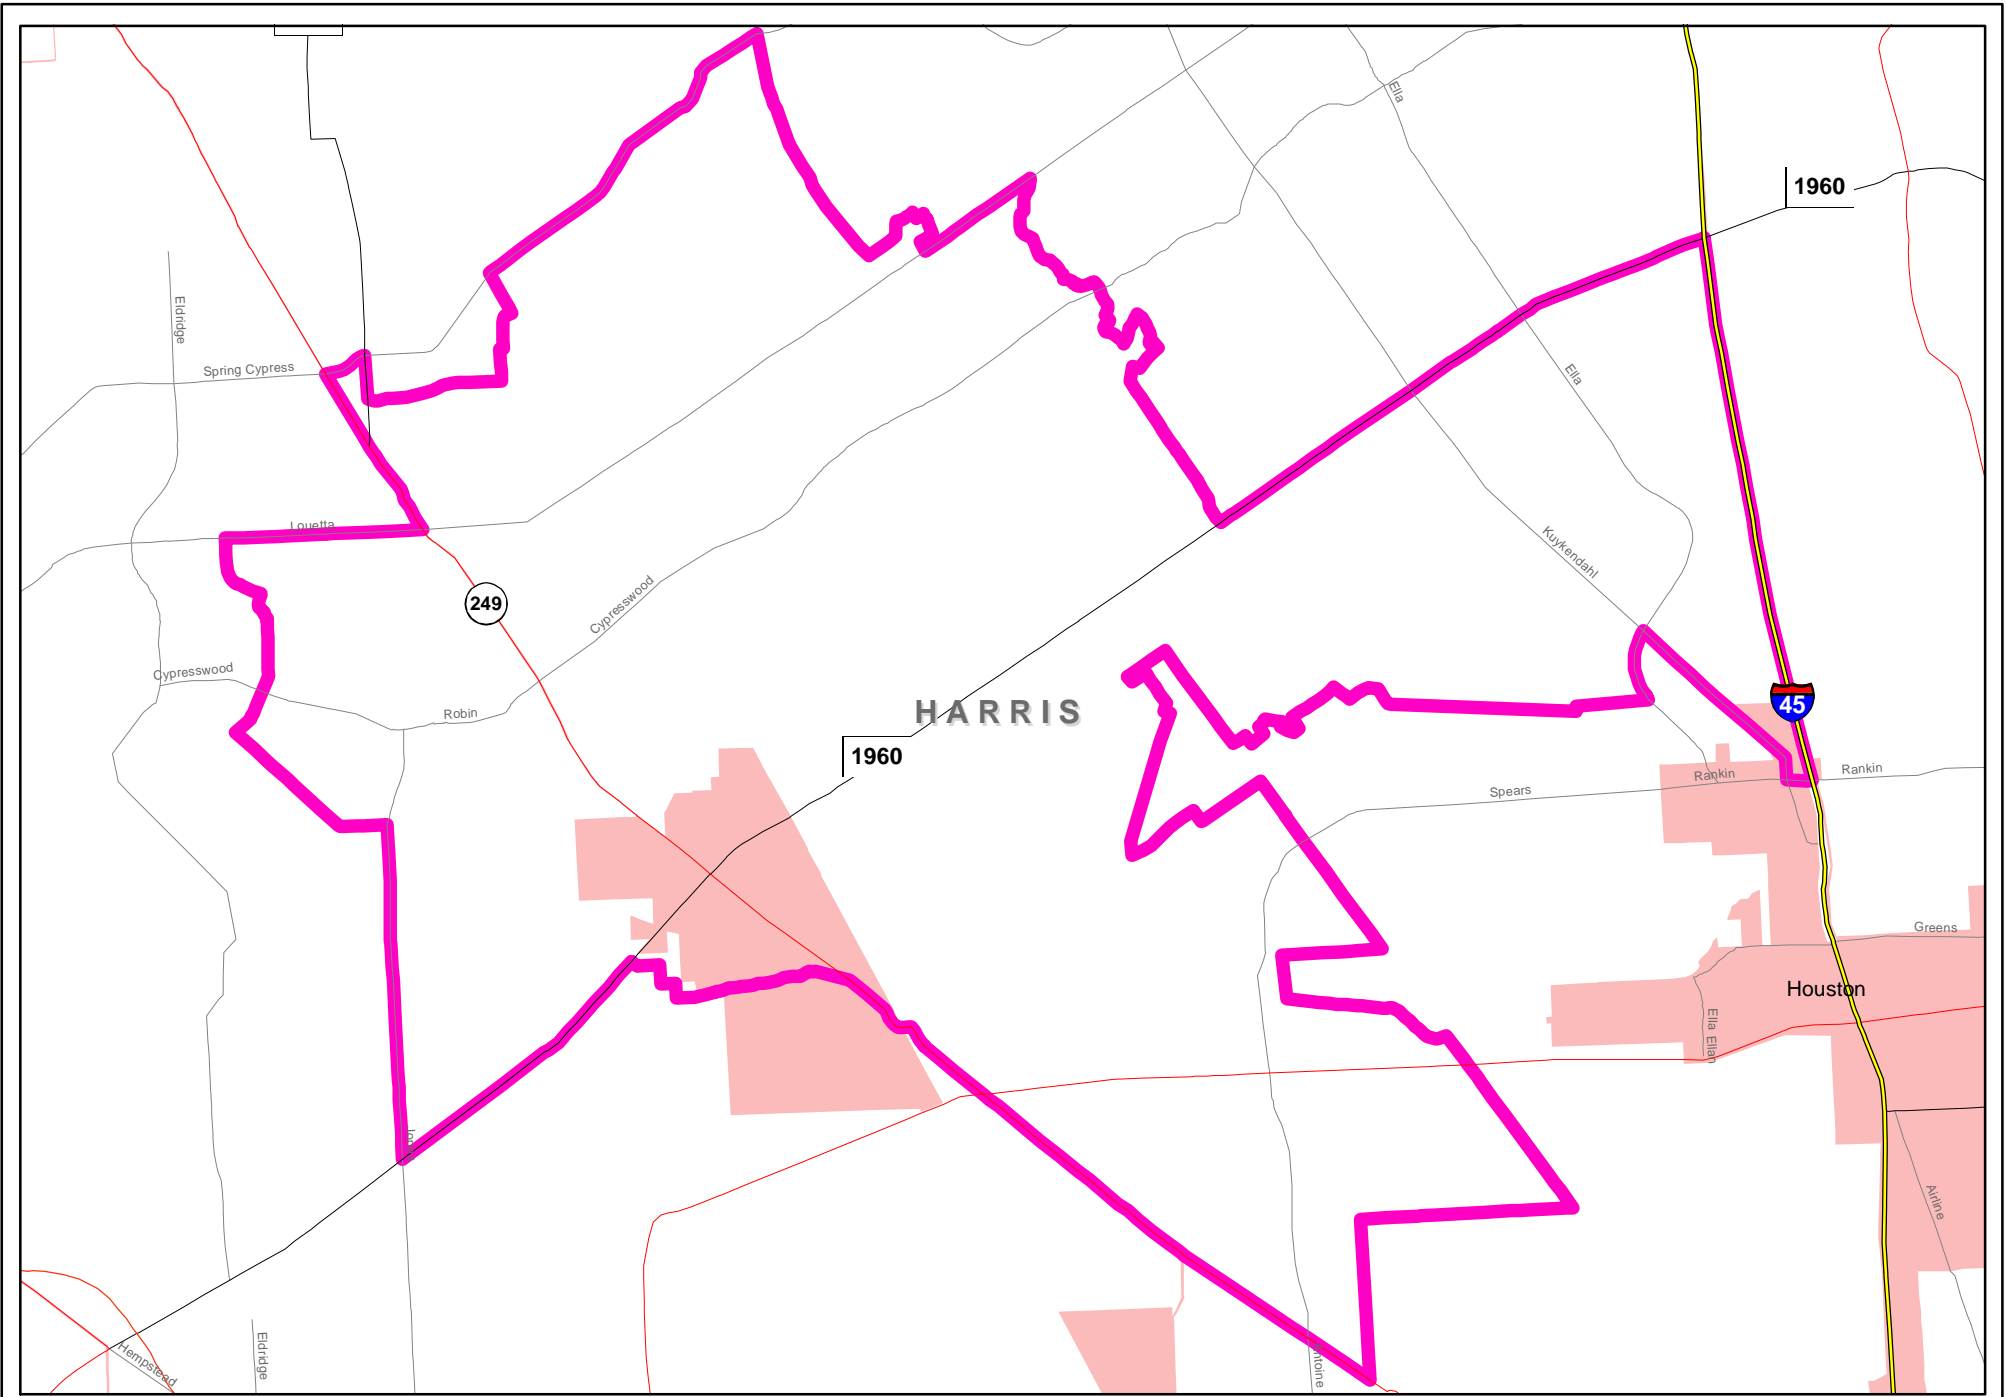 Ella
1960
Eldridge
Spring Cypress
Ella
Louetta
Kuykendahl
249
Cypresswood
Cypresswood
Robin
HARRIS
45
1960
Rankin
Rankin
Spears
Greens
Houston
Ella Ellan
Airline
Eldridge
Hempstead